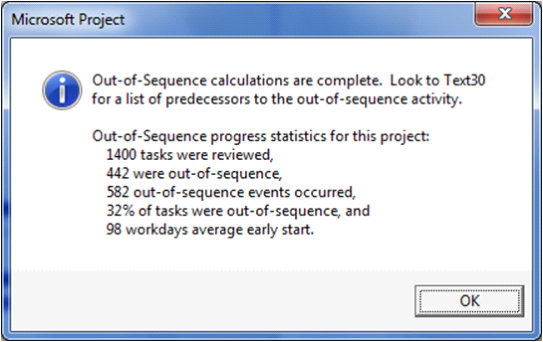 Microsoft Project
Out-of-Sequence calculations are complete.  Look to Text30
for a list of predecessors to the out-of-sequence activity.
Out-of-Sequence progress statistics for this project:
1400 tasks were reviewed,
442 were out-of-sequence,
582 out-of-sequence events occurred,
32% of tasks were out-of-sequence, and
98 workdays average early start.
OK